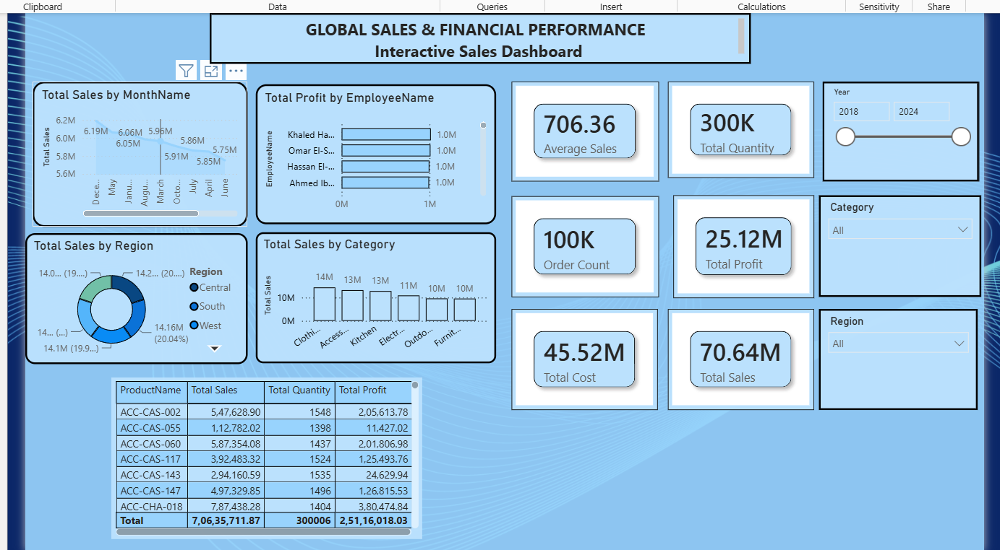 Clipboard Data Queries Insert Calculations Sensitivity Share
GLOBAL SALES & FINANCIAL PERFORMANCE
Interactive Sales Dashboard
Total Sales by MonthName
Total Sales
6.2M
6.0M
5.8M
5.6M
6.19M
6.06M
6.05M
5.96M
5.91M
5.86M
5.85M
5.75M
Dece...
May
Janu...
Augu...
March
Octo...
July
April
June
Total Profit by EmployeeName
EmployeeName
Khaled Ha... 1.0M
Omar El-S... 1.0M
Hassan El-... 1.0M
Ahmed Ib... 1.0M
0M 1M
706.36
Average Sales
300K
Total Quantity
Year
2018 2024
Total Sales by Region
14.0... (19....)
14.2... (20....)
14... (...)
14.1M (19.9...)
14.16M
(20.04%)
Region
Central
South
West
Total Sales by Category
Total Sales
10M
0M
14M
13M
13M
11M
10M
10M
Clothi...
Access...
Kitchen
Electr...
Outdo...
Furnit...
100K
Order Count
25.12M
Total Profit
Category
All
45.52M
Total Cost
70.64M
Total Sales
Region
All
ProductName Total Sales Total Quantity Total Profit
ACC-CAS-002 5,47,628.90 1548 2,05,613.78
ACC-CAS-055 1,12,782.02 1398 11,427.02
ACC-CAS-060 5,87,354.08 1437 2,01,806.98
ACC-CAS-117 3,92,483.32 1524 1,25,493.76
ACC-CAS-143 2,94,160.59 1535 24,629.94
ACC-CAS-147 4,97,329.85 1496 1,26,815.53
ACC-CHA-018 7,87,438.28 1404 3,80,474.84
Total 7,06,35,711.87 300006 2,51,16,018.03